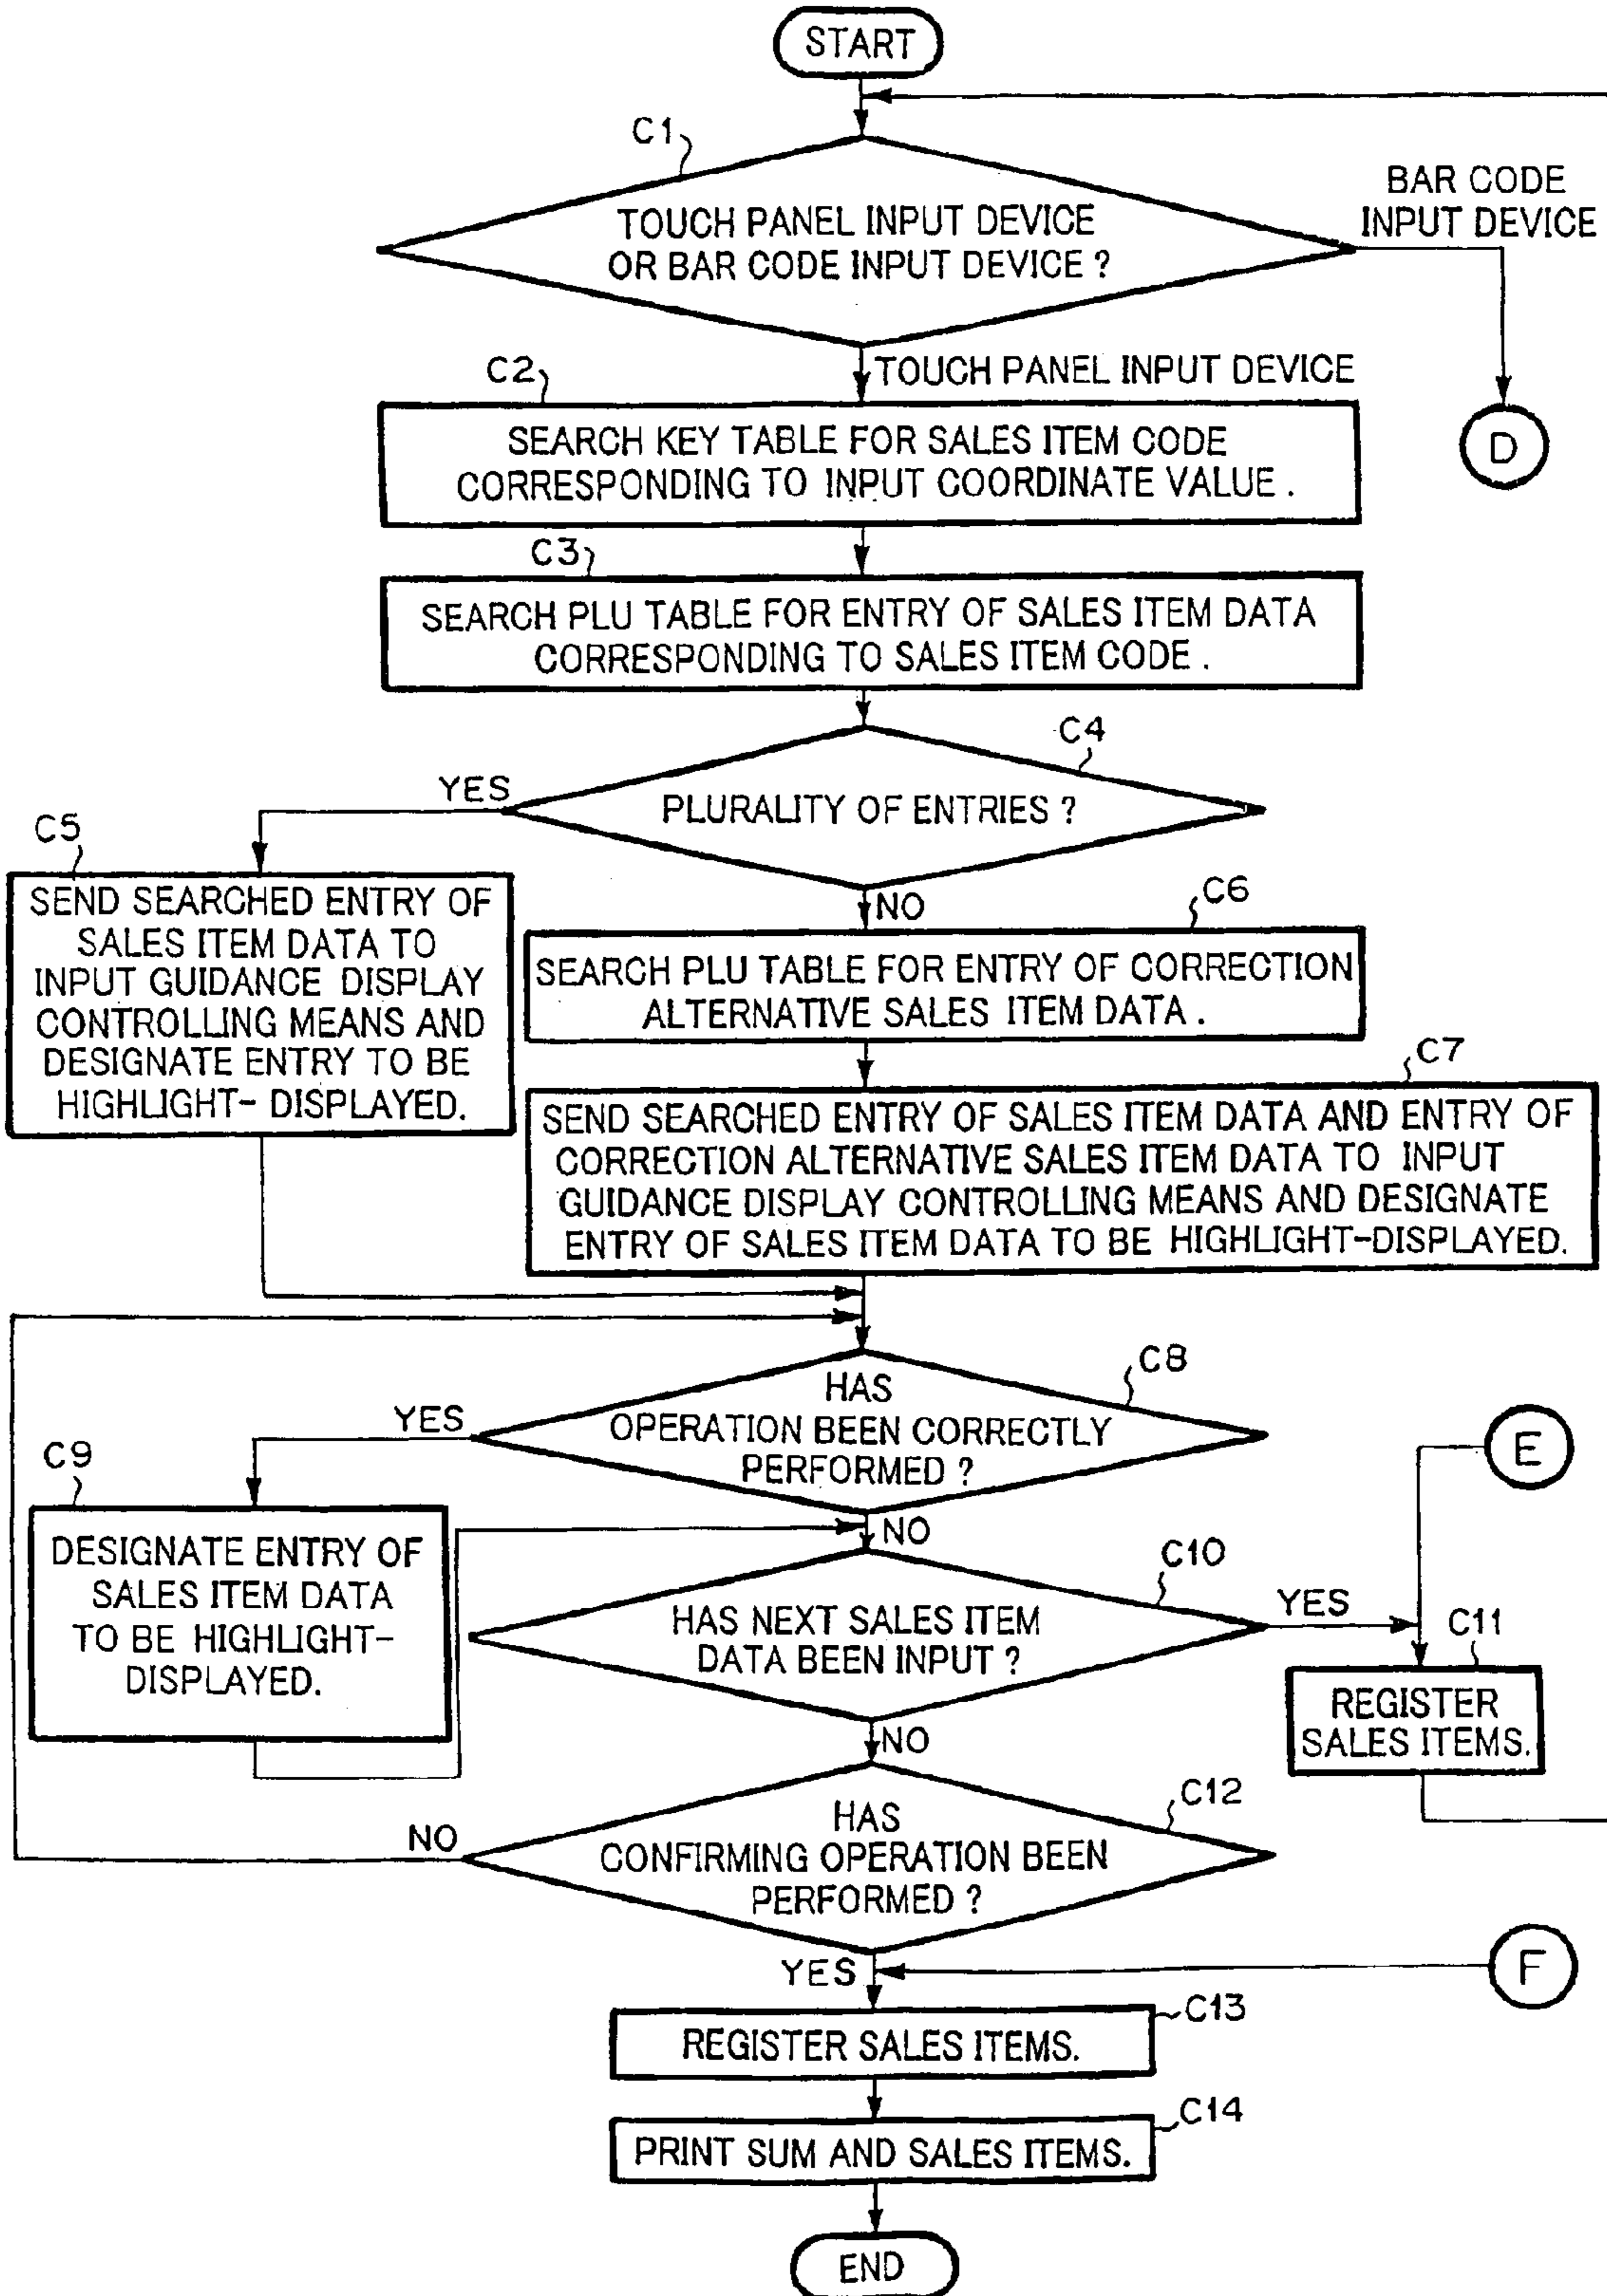 START
C1
TOUCH PANEL INPUT DEVICE
OR BAR CODE INPUT DEVICE ?
BAR CODE
INPUT DEVICE
D
TOUCH PANEL INPUT DEVICE
C2
SEARCH KEY TABLE FOR SALES ITEM CODE
CORRESPONDING TO INPUT COORDINATE VALUE .
C3
SEARCH PLU TABLE FOR ENTRY OF SALES ITEM DATA
CORRESPONDING TO SALES ITEM CODE .
C4
PLURALITY OF ENTRIES ?
YES
C5
SEND SEARCHED ENTRY OF
SALES ITEM DATA TO
INPUT GUIDANCE DISPLAY
CONTROLLING MEANS AND
DESIGNATE ENTRY TO BE
HIGHLIGHT- DISPLAYED.
NO
C6
SEARCH PLU TABLE FOR ENTRY OF CORRECTION
ALTERNATIVE SALES ITEM DATA .
C7
SEND SEARCHED ENTRY OF SALES ITEM DATA AND ENTRY OF
CORRECTION ALTERNATIVE SALES ITEM DATA TO INPUT
GUIDANCE DISPLAY CONTROLLING MEANS AND DESIGNATE
ENTRY OF SALES ITEM DATA TO BE HIGHLIGHT-DISPLAYED.
C8
HAS
OPERATION BEEN CORRECTLY
PERFORMED ?
YES
C9
DESIGNATE ENTRY OF
SALES ITEM DATA
TO BE HIGHLIGHT-
DISPLAYED.
NO
E
C10
HAS NEXT SALES ITEM
DATA BEEN INPUT ?
YES
C11
REGISTER
SALES ITEMS.
NO
C12
HAS
CONFIRMING OPERATION BEEN
PERFORMED ?
NO
YES
F
C13
REGISTER SALES ITEMS.
C14
PRINT SUM AND SALES ITEMS.
END